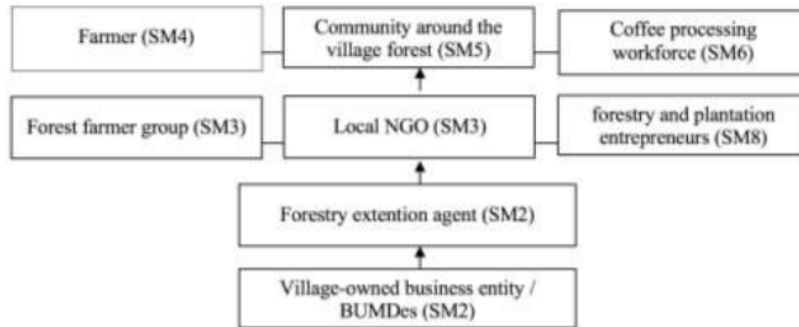 Farmer (SM4)
Community around the
village forest (SM5)
Coffee processing
workforce (SM6)
Forest farmer group (SM3)
Local NGO (SM3)
forestry and plantation
entrepreneurs (SM8)
Forestry extention agent (SM2)
Village-owned business entity /
BUMDes (SM2)